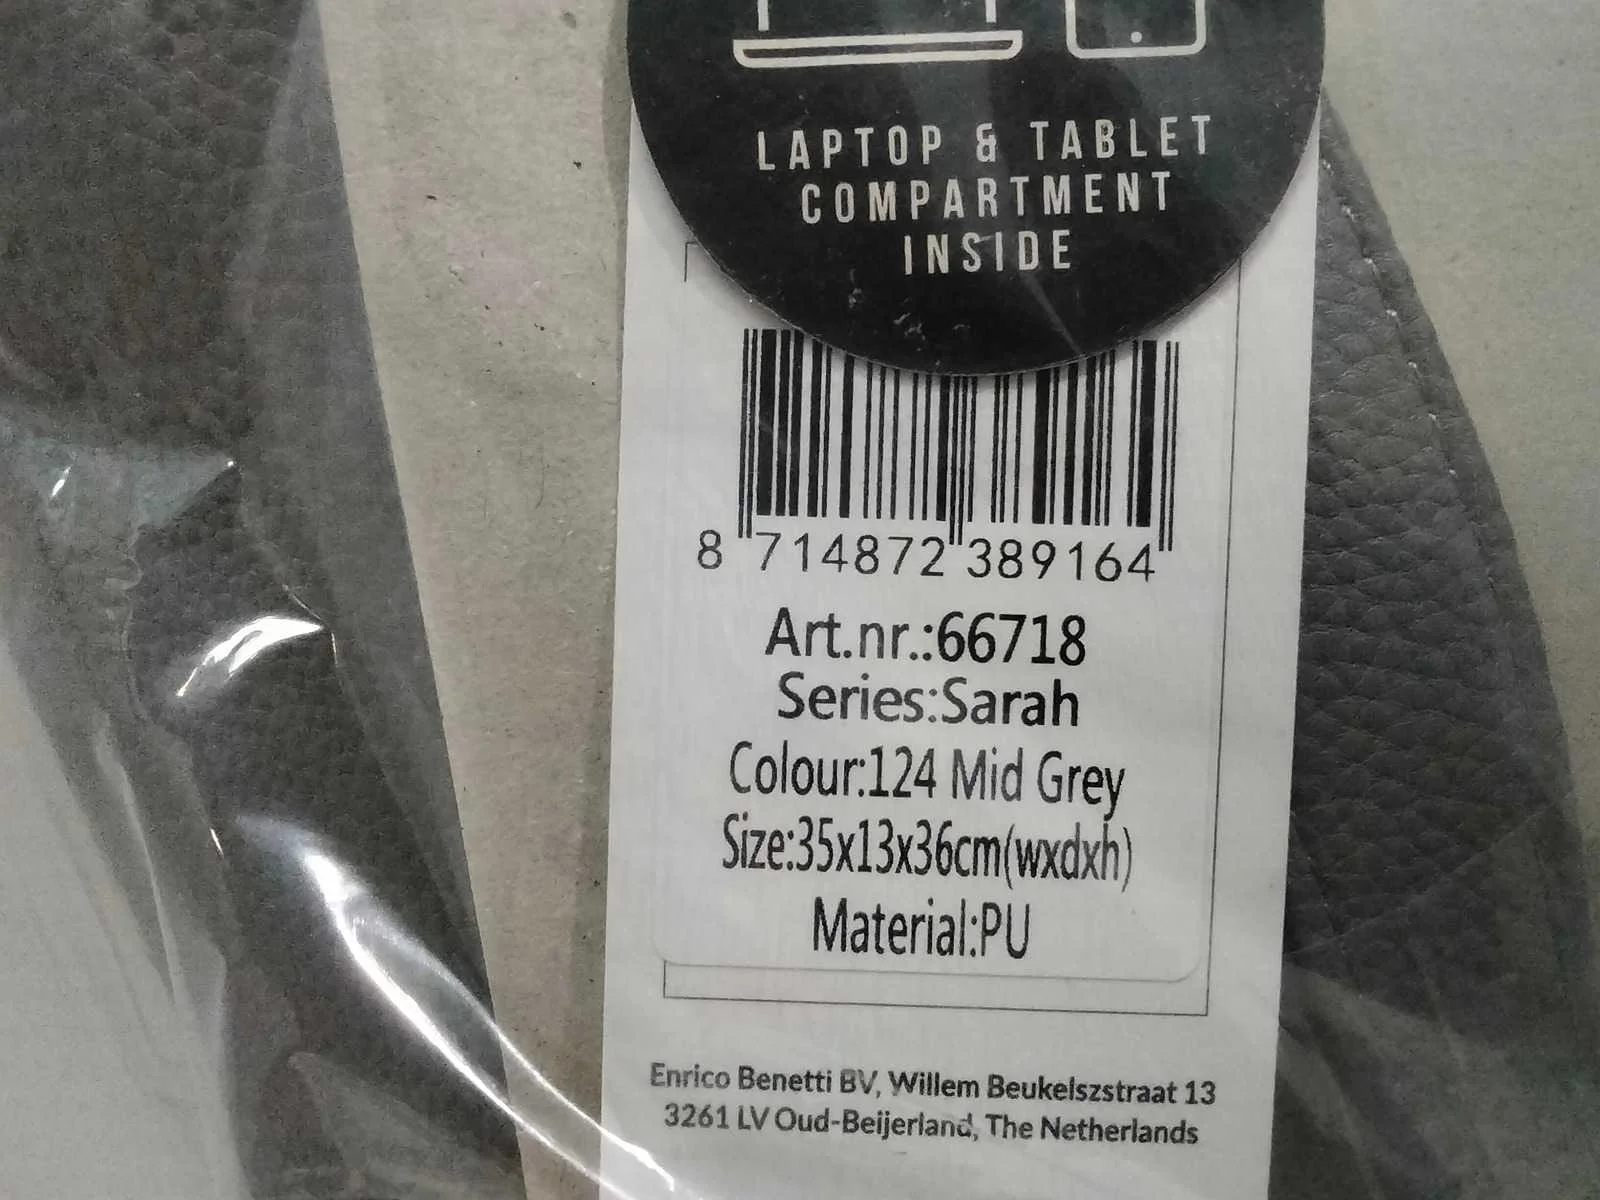 LAPTOP & TABLET
COMPARTMENT
INSIDE
8 714872 389164
Art.nr.:66718
Series:Sarah
Colour:124 Mid Grey
Size:35x13x36cm(wxdxh)
Material:PU
Enrico Benetti BV, Willem Beukelszstraat 13
3261 LV Oud-Beijerland, The Netherlands